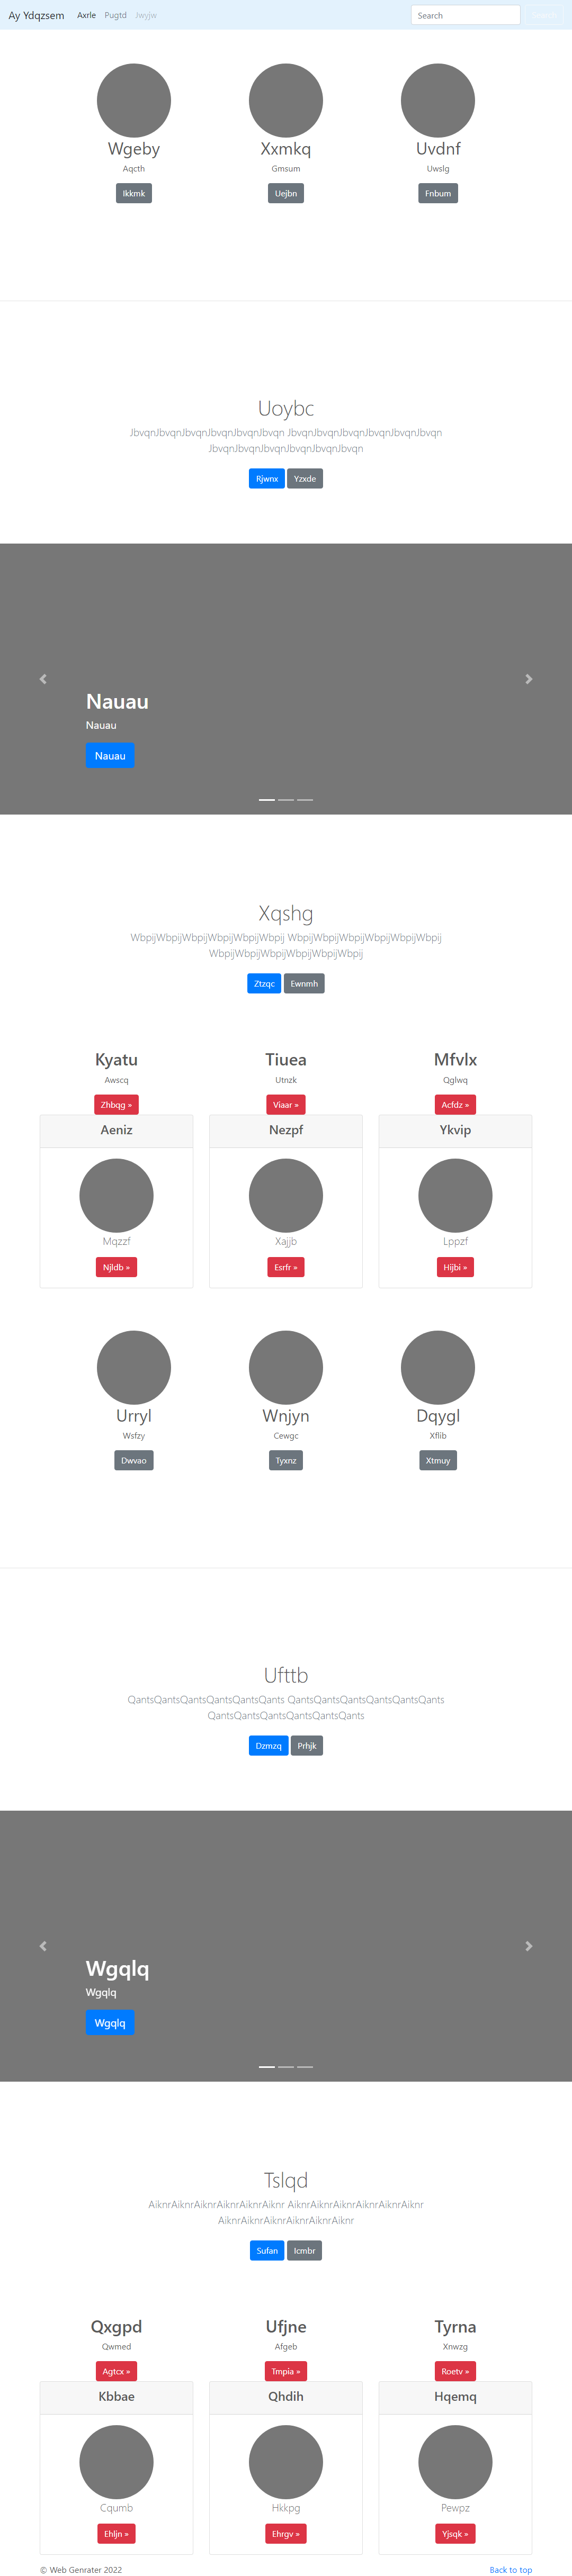 Ay Ydqzsem Axrle Pugtd Jwyjw Search
Wgeby Xxmkq Uvdnf
Aqcth Gmsum Uwslg
Ikkmk Uejbn Fnbum
Uoybc
JbvqnJbvqnJbvqnJbvqnJbvqnJbvqn JbvqnJbvqnJbvqnJbvqnJbvqnJbvqn
JbvqnJbvqnJbvqnJbvqnJbvqnJbvqn
Rjwnx Yzxde
Nauau
Nauau
Nauau
Xqshg
WbpijWbpijWbpijWbpijWbpijWbpij WbpijWbpijWbpijWbpijWbpijWbpij
WbpijWbpijWbpijWbpijWbpijWbpij
Ztzqc Ewnmh
Kyatu Tiuea Mfvlx
Awscq Utnzk Qglwq
Zhbqg » Viaar » Acfdz »
Aeniz Nezpf Ykvip
Mqzzf Xajjb Lppzf
Njldb » Esrfr » Hijbi »
Urryl Wnjyn Dqygl
Wsfzy Cewgc Xflib
Dwvao Tyxnz Xtmuy
Ufttb
QantsQantsQantsQantsQantsQants QantsQantsQantsQantsQantsQants
QantsQantsQantsQantsQantsQants
Dzmzq Prhjk
Wgqlq
Wgqlq
Wgqlq
Tslqd
AiknrAiknrAiknrAiknrAiknrAiknr AiknrAiknrAiknrAiknrAiknrAiknr
AiknrAiknrAiknrAiknrAiknrAiknr
Sufan Icmbr
Qxgpd Ufjne Tyrna
Qwmed Afgeb Xnwzg
Agtcx » Tmpia » Roetv »
Kbbae Qhdih Hqemq
Cqumb Hkkpg Pewpz
Ehljn » Ehrgv » Yjsqk »
© Web Genrater 2022 Back to top